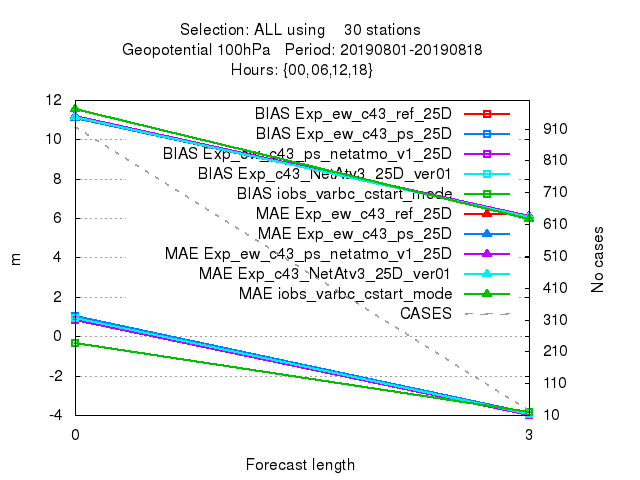 Selection: ALL using 30 stations
Geopotential 100hPa Period: 20190801-20190818
Hours: {00,06,12,18}
BIAS Exp_ew_c43_ref_25D
BIAS Exp_ew_c43_ps_25D
BIAS Exp_ew_c43_ps_netatmo_v1_25D
BIAS Exp_c43_NetAtv3_25D_ver01
BIAS iobs_varbc_cstart_mode
MAE Exp_ew_c43_ref_25D
MAE Exp_ew_c43_ps_25D
MAE Exp_ew_c43_ps_netatmo_v1_25D
MAE Exp_c43_NetAtv3_25D_ver01
MAE iobs_varbc_cstart_mode
CASES
12
10
8
6
4
2
0
-2
-4
m
910
810
710
610
510
410
310
210
110
10
No cases
0 3
Forecast length